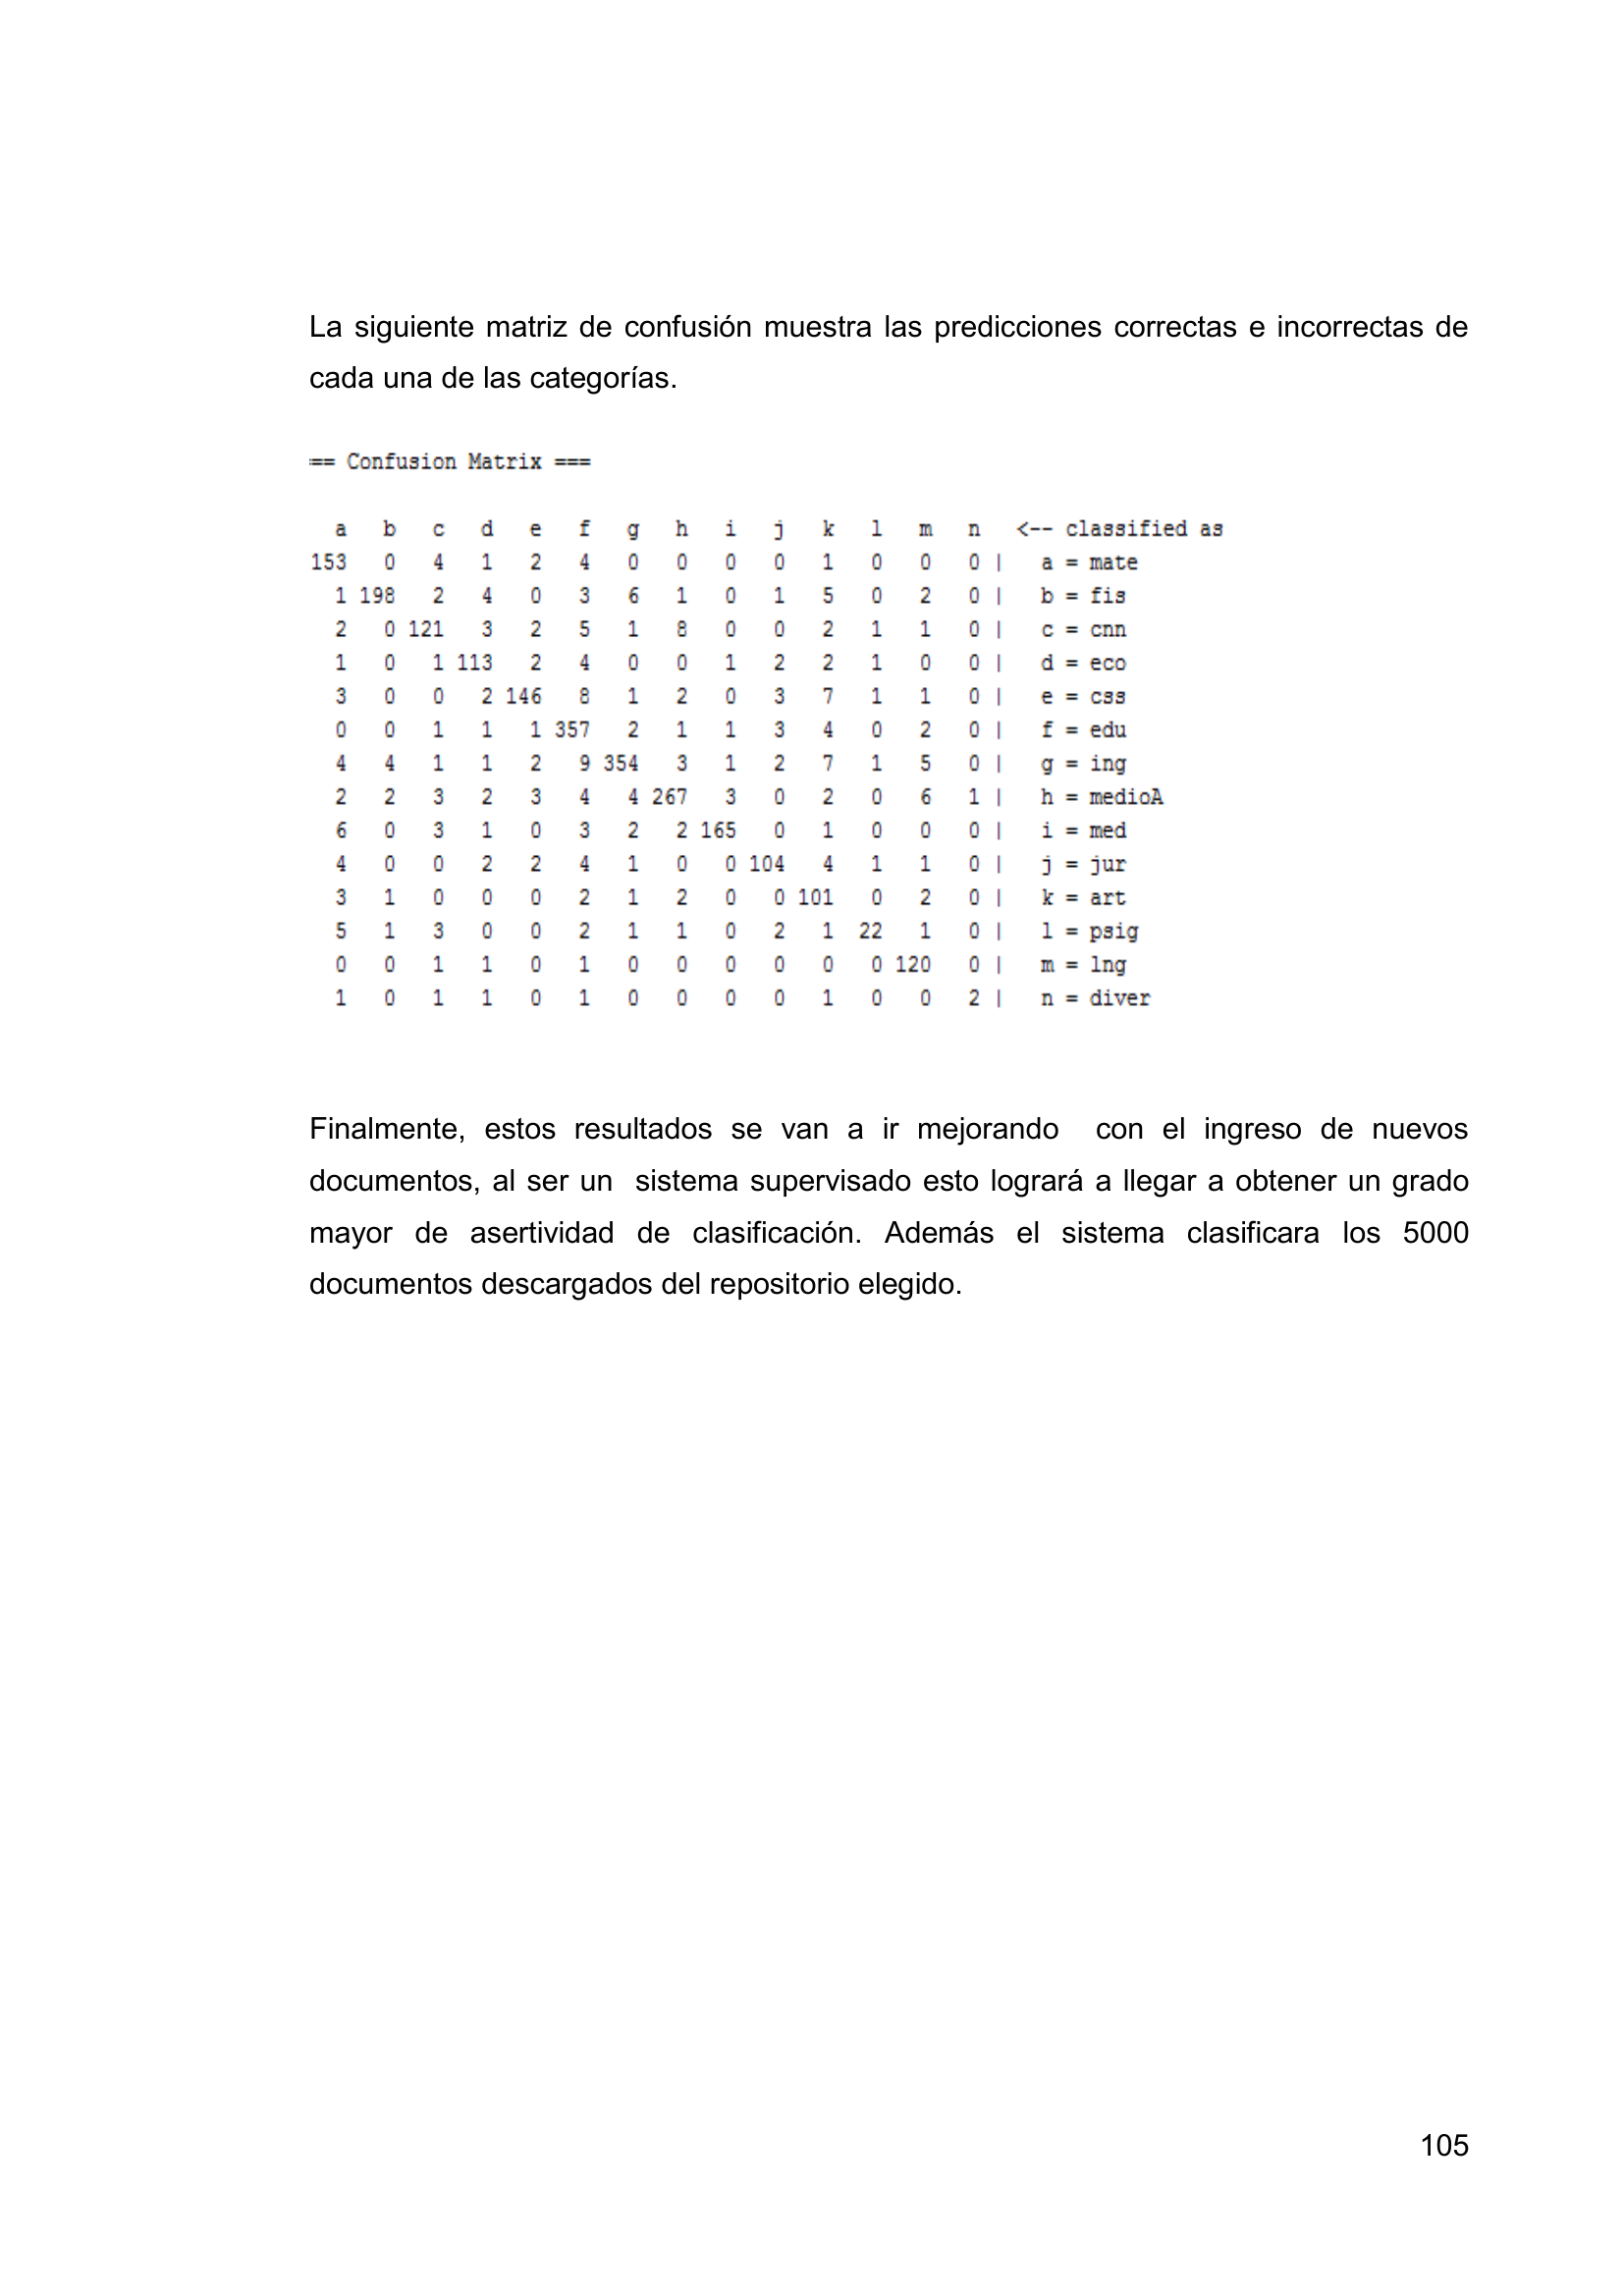 La siguiente matriz de confusión muestra las predicciones correctas e incorrectas de
cada una de las categorías.
== Confusion Matrix ===
a b c d e f g h i j k l m n <-- classified as
153 0 4 1 2 4 0 0 0 0 1 0 0 0 | a = mate
1 198 2 4 0 3 6 1 0 1 5 0 2 0 | b = fis
2 0 121 3 2 5 1 8 0 0 2 1 1 0 | c = cnn
1 0 1 113 2 4 0 0 1 2 2 1 0 0 | d = eco
3 0 0 2 146 8 1 2 0 3 7 1 1 0 | e = css
0 0 1 1 1 357 2 1 1 3 4 0 2 0 | f = edu
4 4 1 1 2 9 354 3 1 2 7 1 5 0 | g = ing
2 2 3 2 3 4 4 267 3 0 2 0 6 1 | h = medioA
6 0 3 1 0 3 2 2 165 0 1 0 0 0 | i = med
4 0 0 2 2 4 1 0 0 104 4 1 1 0 | j = jur
3 1 0 0 0 2 1 2 0 0 101 0 2 0 | k = art
5 1 3 0 0 2 1 1 0 2 1 22 1 0 | l = psig
0 0 1 1 0 1 0 0 0 0 0 0 120 0 | m = lng
1 0 1 1 0 1 0 0 0 0 1 0 0 2 | n = diver
Finalmente, estos resultados se van a ir mejorando con el ingreso de nuevos
documentos, al ser un sistema supervisado esto logrará a llegar a obtener un grado
mayor de asertividad de clasificación. Además el sistema clasificara los 5000
documentos descargados del repositorio elegido.
105